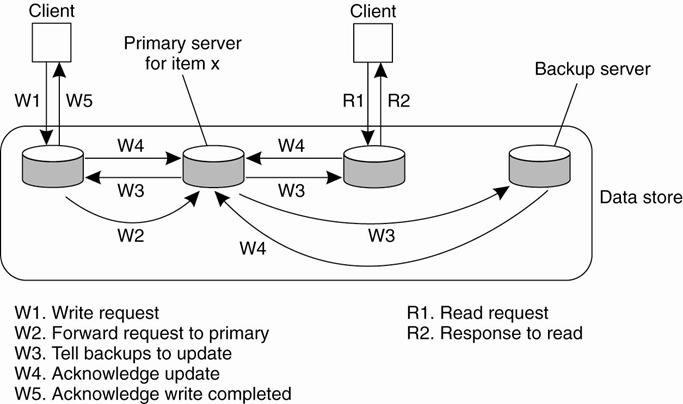 Client
Client
Primary server
for item x
Backup server
W1
W5
R1
R2
W4
W4
W3
W3
Data store
W2
W4
W3
W1. Write request
W2. Forward request to primary
W3. Tell backups to update
W4. Acknowledge update
W5. Acknowledge write completed
R1. Read request
R2. Response to read